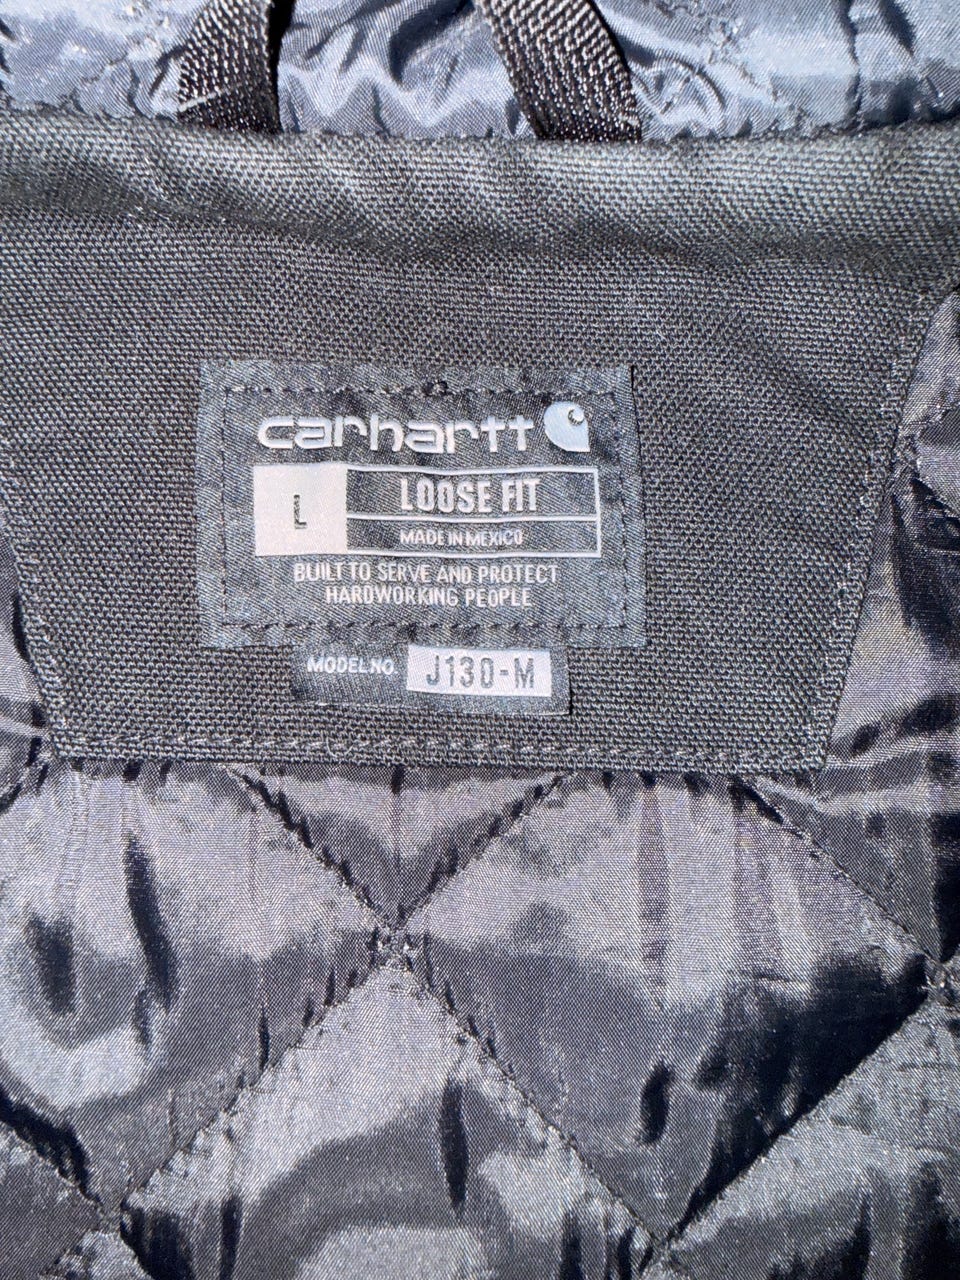 carhartt
L LOOSE FIT
MADE IN MEXICO
BUILT TO SERVE AND PROTECT
HARDWORKING PEOPLE
MODEL NO. J130-M